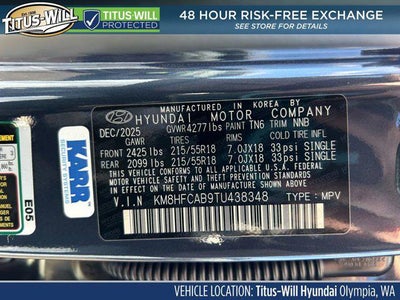 TITUS-WILL
TITUS-WILL
PROTECTED
48 HOUR RISK-FREE EXCHANGE
SEE STORE FOR DETAILS
MANUFACTURED IN KOREA BY
HYUNDAI MOTOR COMPANY
DEC/2025 GVWR4277lbs PAINT TN6 TRIM NNB
GAWR TIRES RIMS COLD TIRE
FRONT 2425 lbs 215/55R18 7.0JX18 33psi SINGLE
REAR 2099 lbs 215/55R18 7.0JX18 33psi SINGLE
THIS VEHICLE CONFORMS TO ALL APPLICABLE
FEDERAL MOTOR VEHICLE SAFETY AND THEFT
PREVENTION STANDARDS IN EFFECT ON THE DATE
OF MANUFACTURE SHOWN ABOVE.
V.I.N KM8HFCAB9TU438348 TYPE: MPV
KARR
SECURITY SYSTEMS
E05
VEHICLE LOCATION: Titus-Will Hyundai Olympia, WA